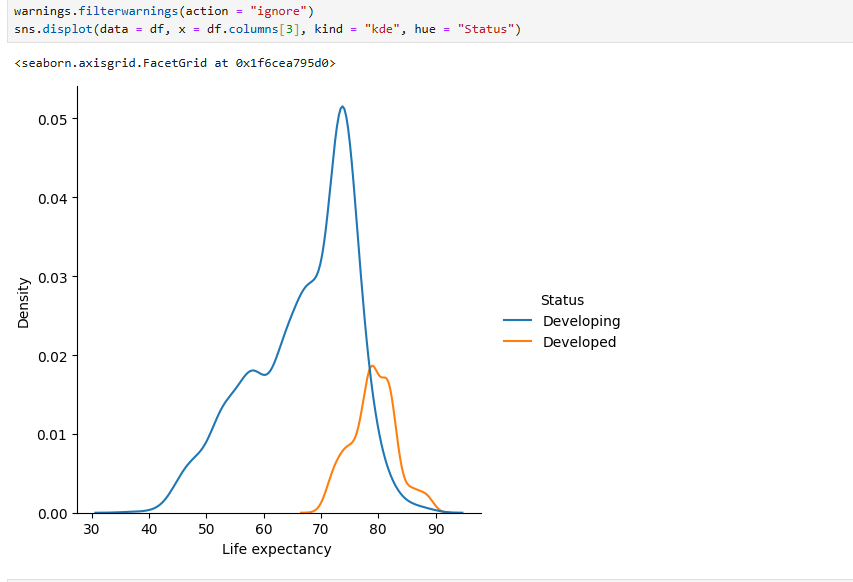 warnings.filterwarnings(action = "ignore")
sns.displot(data = df, x = df.columns[3], kind = "kde", hue = "Status")
<seaborn.axisgrid.FacetGrid at 0x1f6cea795d0>
0.05
0.04
0.03
0.02
0.01
0.00
Density
30 40 50 60 70 80 90
Life expectancy
Status
Developing
Developed